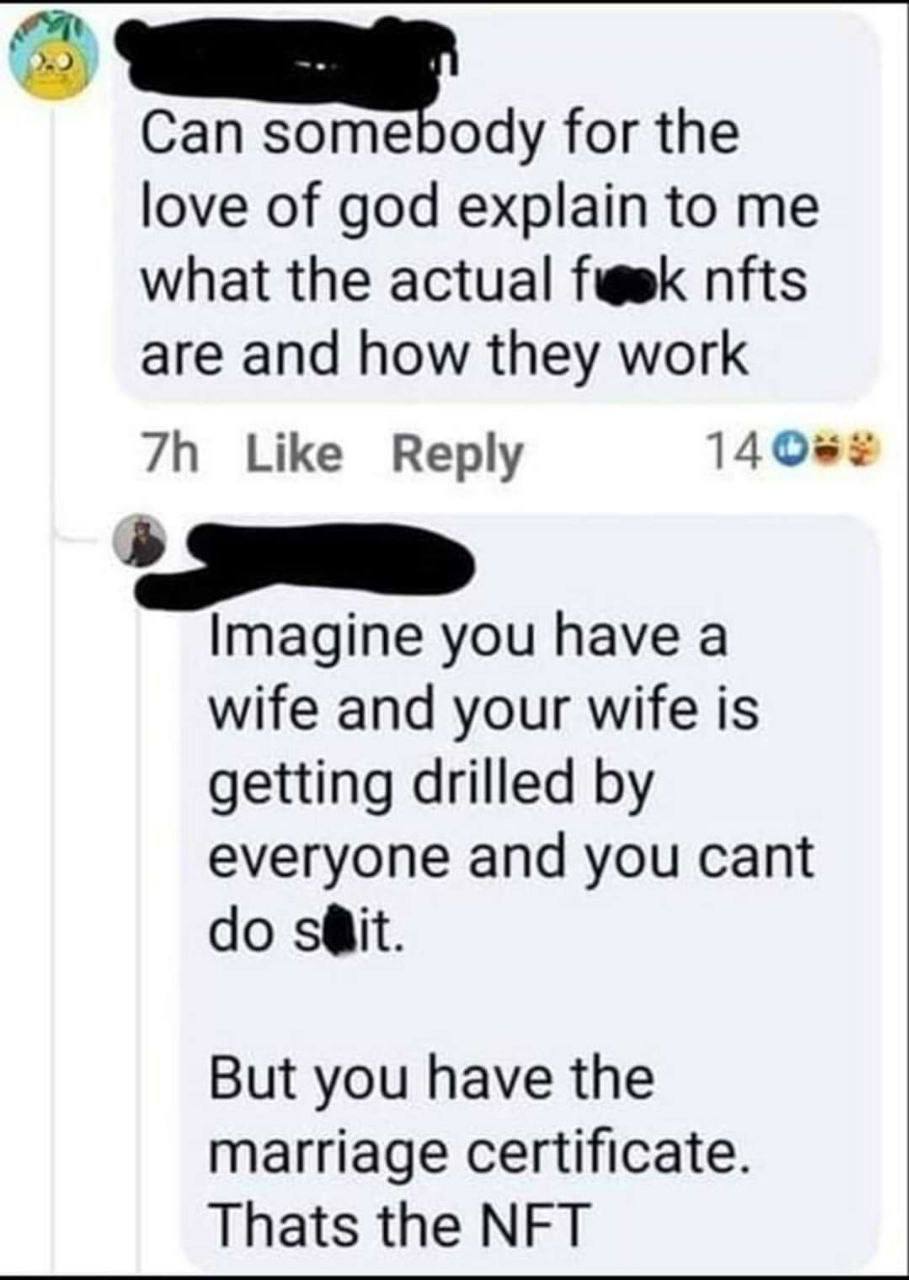 Can somebody for the
love of god explain to me
what the actual f k nfts
are and how they work
7h Like Reply 14
Imagine you have a
wife and your wife is
getting drilled by
everyone and you cant
do s it.
But you have the
marriage certificate.
Thats the NFT